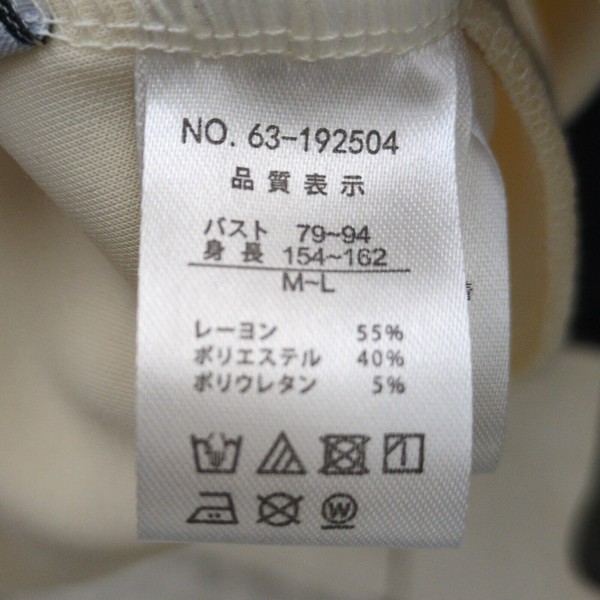 NO. 63-192504
品質表示
バスト 79~94
身長 154~162
M~L
レーヨン 55%
ポリエステル 40%
ポリウレタン 5%
W